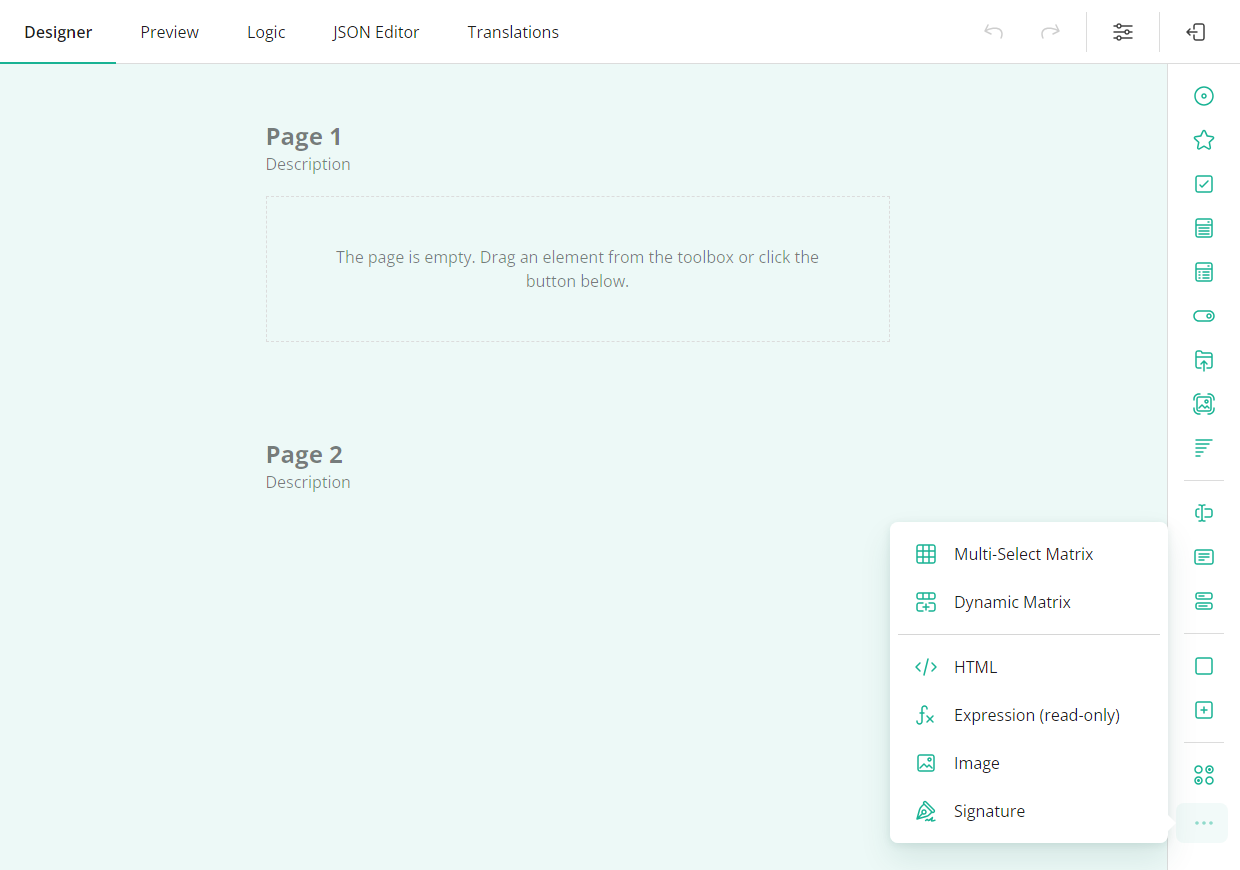 Designer Preview Logic JSON Editor Translations
Page 1
Description
The page is empty. Drag an element from the toolbox or click the
button below.
Page 2
Description
Multi-Select Matrix
Dynamic Matrix
HTML
Expression (read-only)
Image
Signature